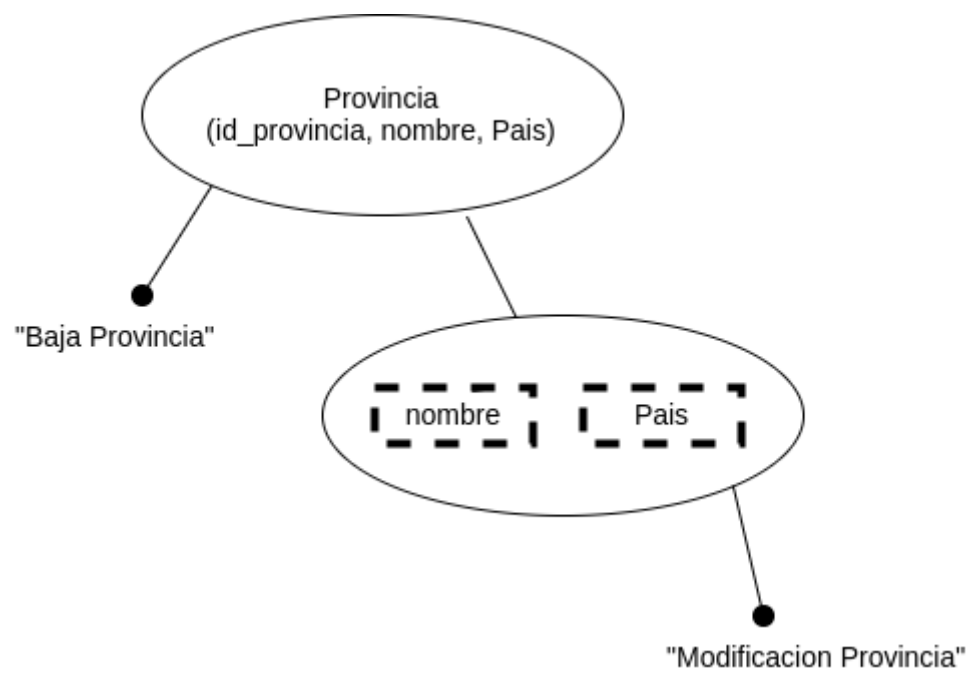 Provincia
(id_provincia, nombre, Pais)
"Baja Provincia"
nombre
Pais
"Modificacion Provincia"